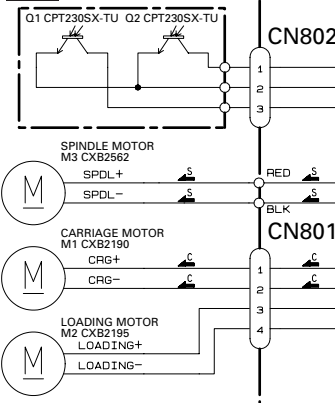 Q1 CPT230SX-TU Q2 CPT230SX-TU
CN802
1
2
3
SPINDLE MOTOR
M3 CXB2562
M
SPDL+ S RED S
SPDL- S BLK S
CN801
CARRIAGE MOTOR
M1 CXB2190
M
CRG+ C 1 C
CRG- C 2 C
3
4
LOADING MOTOR
M2 CXB2195
M
LOADING+
LOADING-